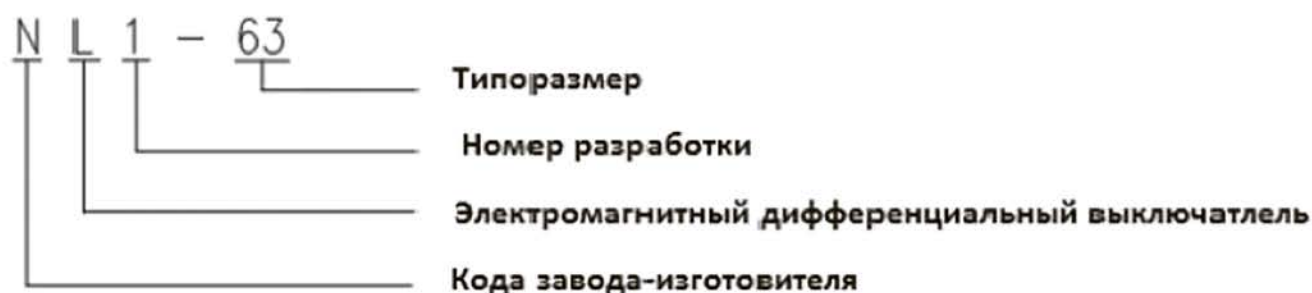 N L 1 - 63
Типоразмер
Номер разработки
Электромагнитный дифференциальный выключатлель
Кода завода-изготовителя